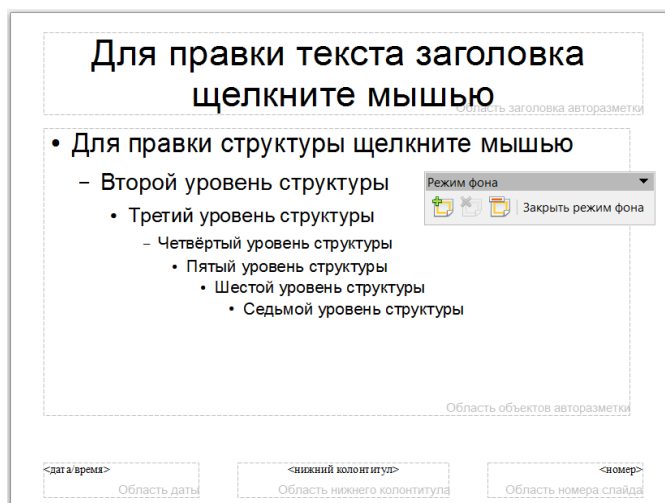 Для правки текста заголовка
щелкните мышью
Область заголовка авторазметки
• Для правки структуры щелкните мышью
– Второй уровень структуры
Режим фона
Закрыть режим фона
• Третий уровень структуры
– Четвёртый уровень структуры
• Пятый уровень структуры
• Шестой уровень структуры
• Седьмой уровень структуры
Область объектов авторазметки
<дата/время> <нижний колонтитул> <номер>
Область даты Область нижнего колонтитула Область номера слайда